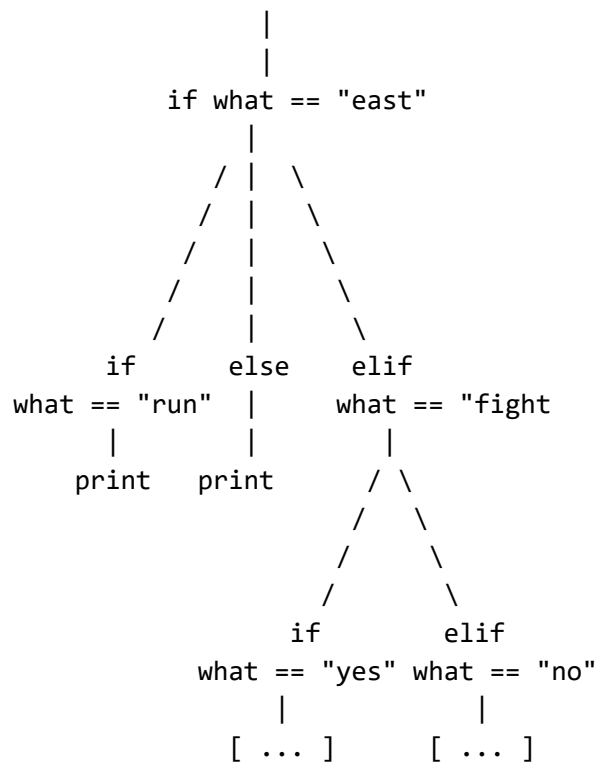 if what == "east"
if else elif
what == "run" what == "fight
print print
if elif
what == "yes" what == "no"
[ ... ] [ ... ]